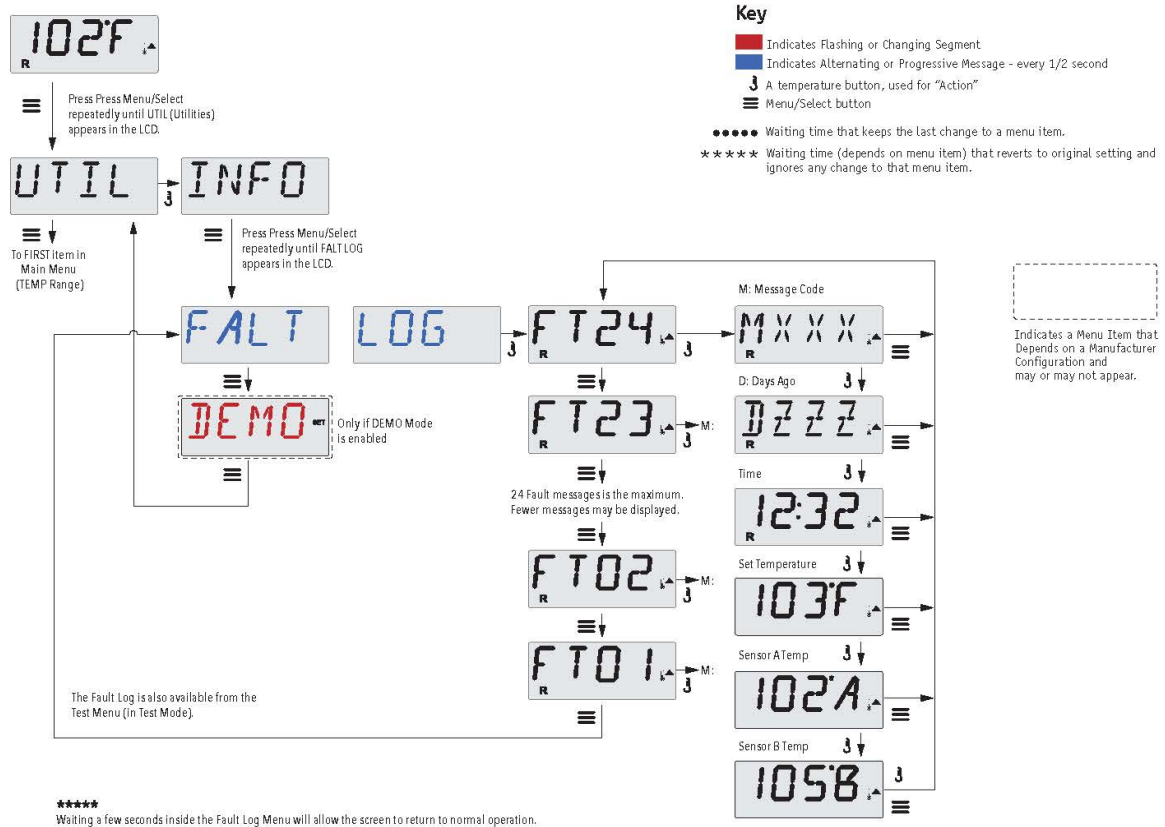 102°F
R
Key
Indicates Flashing or Changing Segment
Indicates Alternating or Progressive Message - every 1/2 second
A temperature button, used for "Action"
Menu/Select button
••••• Waiting time that keeps the last change to a menu item.
***** Waiting time (depends on menu item) that reverts to original setting and
ignores any change to that menu item.
Press Press Menu/Select
repeatedly until UTIL (Utilities)
appears in the LCD.
UTIL
INFO
To FIRST item in
Main Menu
(TEMP Range)
Press Press Menu/Select
repeatedly until FALT LOG
appears in the LCD.
FALT
LOG
DEMO
SET
Only if DEMO Mode
is enabled
FT24
R
FT23
R
M:
24 Fault messages is the maximum.
Fewer messages may be displayed.
FT02
R
M:
FT01
R
M:
M: Message Code
MXXX
R
D: Days Ago
DZZZ
R
Time
12:32
R
Set Temperature
103°F
Sensor A Temp
102°A
Sensor B Temp
105°B
Indicates a Menu Item that
Depends on a Manufacturer
Configuration and
may or may not appear.
The Fault Log is also available from the
Test Menu (in Test Mode).
*****
Waiting a few seconds inside the Fault Log Menu will allow the screen to return to normal operation.